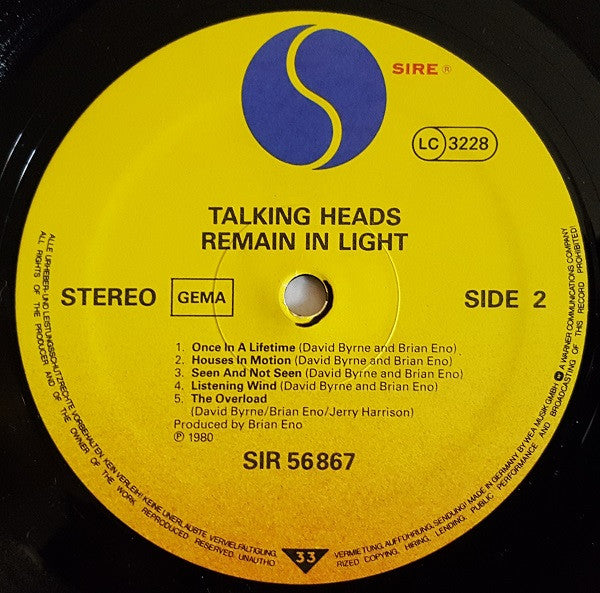 SIRE ®
LC 3228
TALKING HEADS
REMAIN IN LIGHT
STEREO GEMA SIDE 2
1. Once In A Lifetime (David Byrne and Brian Eno)
2. Houses In Motion (David Byrne and Brian Eno)
3. Seen And Not Seen (David Byrne and Brian Eno)
4. Listening Wind (David Byrne and Brian Eno)
5. The Overload
(David Byrne/Brian Eno/Jerry Harrison)
Produced by Brian Eno
℗ 1980
SIR 56 867
33
ALLE URHEBER- UND LEISTUNGSSCHUTZRECHTE VORBEHALTEN. KEIN VERLEIH! KEINE UNERLAUBTE VERVIELFÄLTIGUNG, VERMIETUNG, AUFFÜHRUNG, SENDUNG! MADE IN GERMANY BY WEA MUSIK GMBH A WARNER COMMUNICATIONS COMPANY
ALL RIGHTS OF THE PRODUCER AND OF THE OWNER OF THE WORK REPRODUCED RESERVED. UNAUTHORIZED COPYING, HIRING, LENDING, PUBLIC PERFORMANCE AND BROADCASTING OF THIS RECORD PROHIBITED!